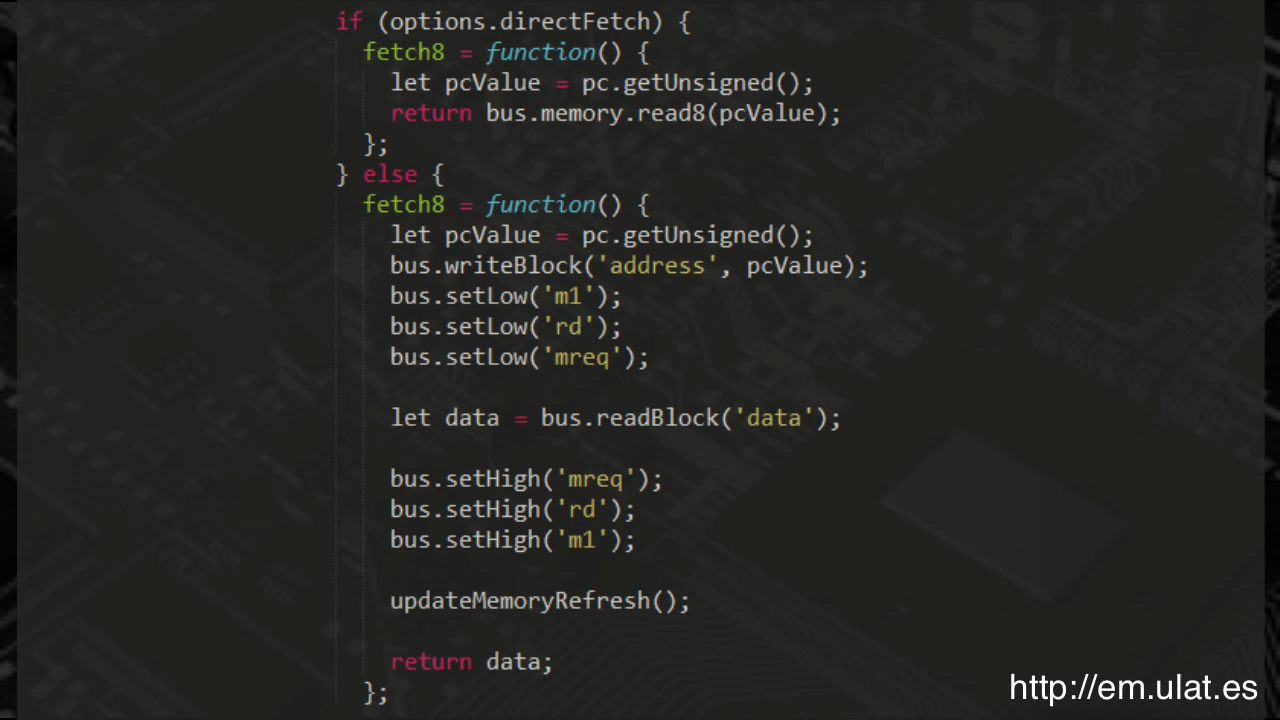 if (options.directFetch) {
  fetch8 = function() {
    let pcValue = pc.getUnsigned();
    return bus.memory.read8(pcValue);
  };
} else {
  fetch8 = function() {
    let pcValue = pc.getUnsigned();
    bus.writeBlock('address', pcValue);
    bus.setLow('m1');
    bus.setLow('rd');
    bus.setLow('mreq');
    let data = bus.readBlock('data');
    bus.setHigh('mreq');
    bus.setHigh('rd');
    bus.setHigh('m1');
    updateMemoryRefresh();
    return data;
  };
http://em.ulat.es